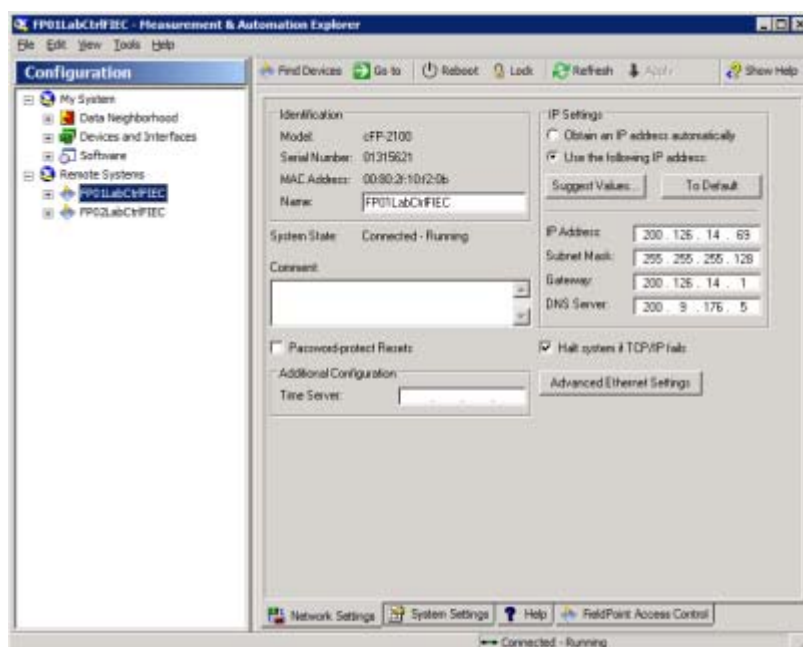 FP01LabCtrlFIEC - Measurement & Automation Explorer
File Edit View Tools Help
Configuration
Find Devices Go to Reboot Lock Refresh Apply Show Help
My System
Data Neighborhood
Devices and Interfaces
Software
Remote Systems
FP01LabCtrlFIEC
FP02LabCtrlFIEC
Identification
Model: cFP-2100
Serial Number: 01315621
MAC Address: 00:80:2f:10:f2:0b
Name: FP01LabCtrlFIEC
System State: Connected - Running
Comment:
Password-protect Resets
Additional Configuration
Time Server:
IP Settings
Obtain an IP address automatically
Use the following IP address:
Suggest Values... To Default
IP Address: 200 . 126 . 14 . 69
Subnet Mask: 255 . 255 . 255 . 128
Gateway: 200 . 126 . 14 . 1
DNS Server: 200 . 9 . 176 . 5
Halt system if TCP/IP fails
Advanced Ethernet Settings
Network Settings System Settings Help FieldPoint Access Control
Connected - Running